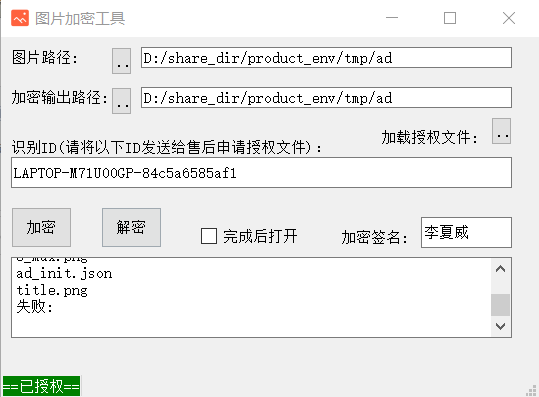 图片加密工具
图片路径:
..
D:/share_dir/product_env/tmp/ad
加密输出路径:
..
D:/share_dir/product_env/tmp/ad
加载授权文件:
..
识别ID(请将以下ID发送给售后申请授权文件):
LAPTOP-M71U00GP-84c5a6585af1
加密
解密
完成后打开
加密签名:
李夏威
ad_init.json
title.png
失败:
==已授权==